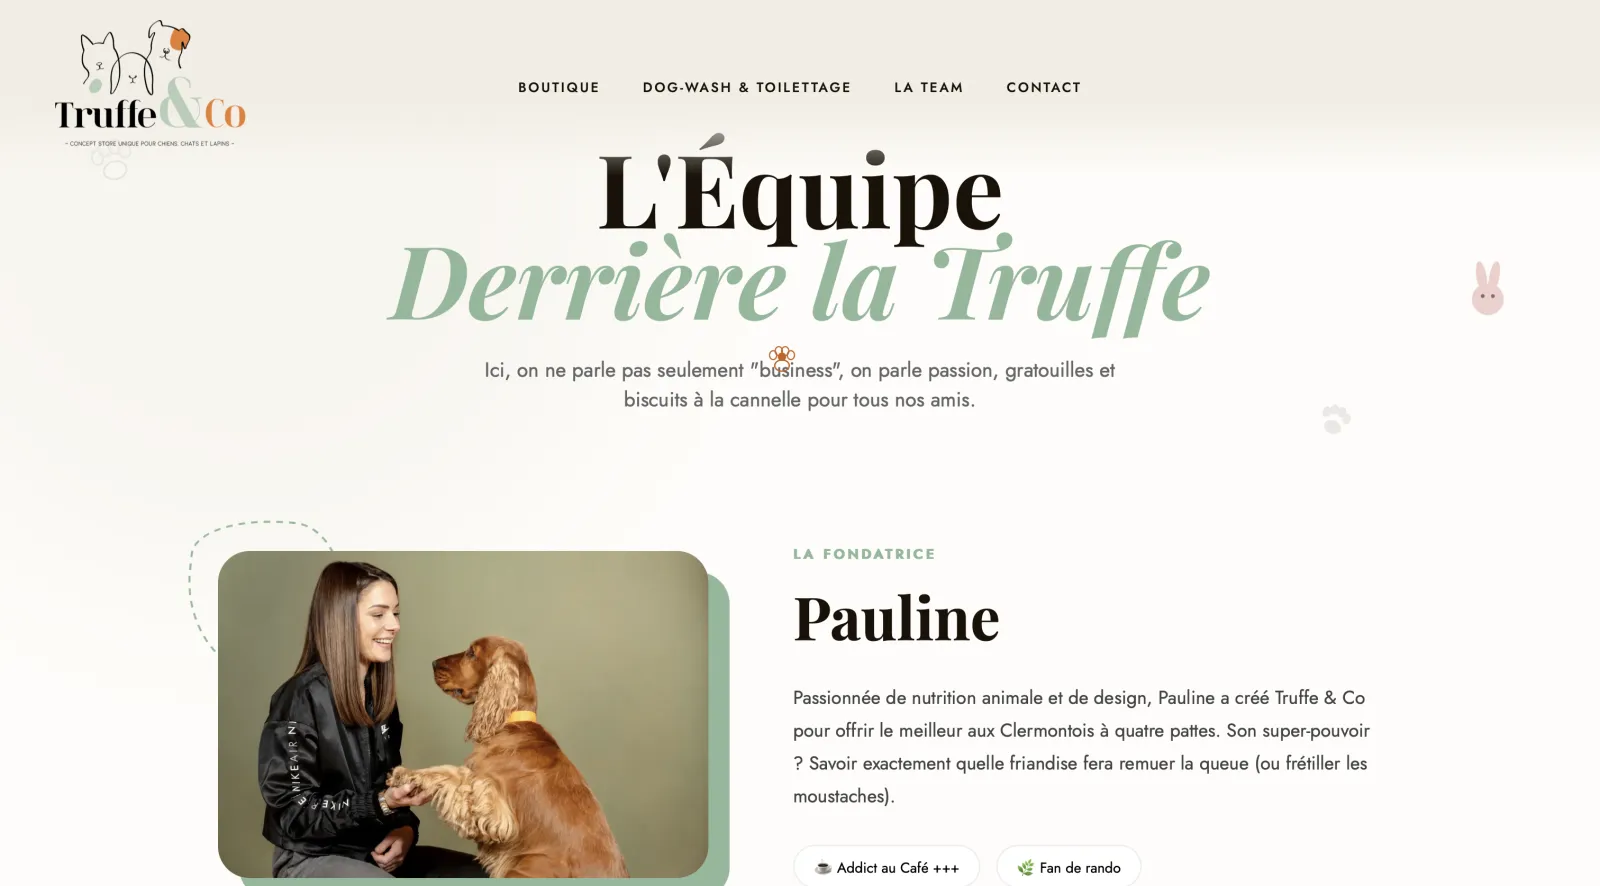 Truffe & Co
~ CONCEPT STORE UNIQUE POUR CHIENS, CHATS ET LAPINS ~
BOUTIQUE
DOG-WASH & TOILETTAGE
LA TEAM
CONTACT
L'Équipe
Derrière la Truffe
Ici, on ne parle pas seulement "business", on parle passion, gratouilles et
biscuits à la cannelle pour tous nos amis.
LA FONDATRICE
Pauline
Passionnée de nutrition animale et de design, Pauline a créé Truffe & Co
pour offrir le meilleur aux Clermontois à quatre pattes. Son super-pouvoir
? Savoir exactement quelle friandise fera remuer la queue (ou frétiller les
moustaches).
☕ Addict au Café +++
🌿 Fan de rando